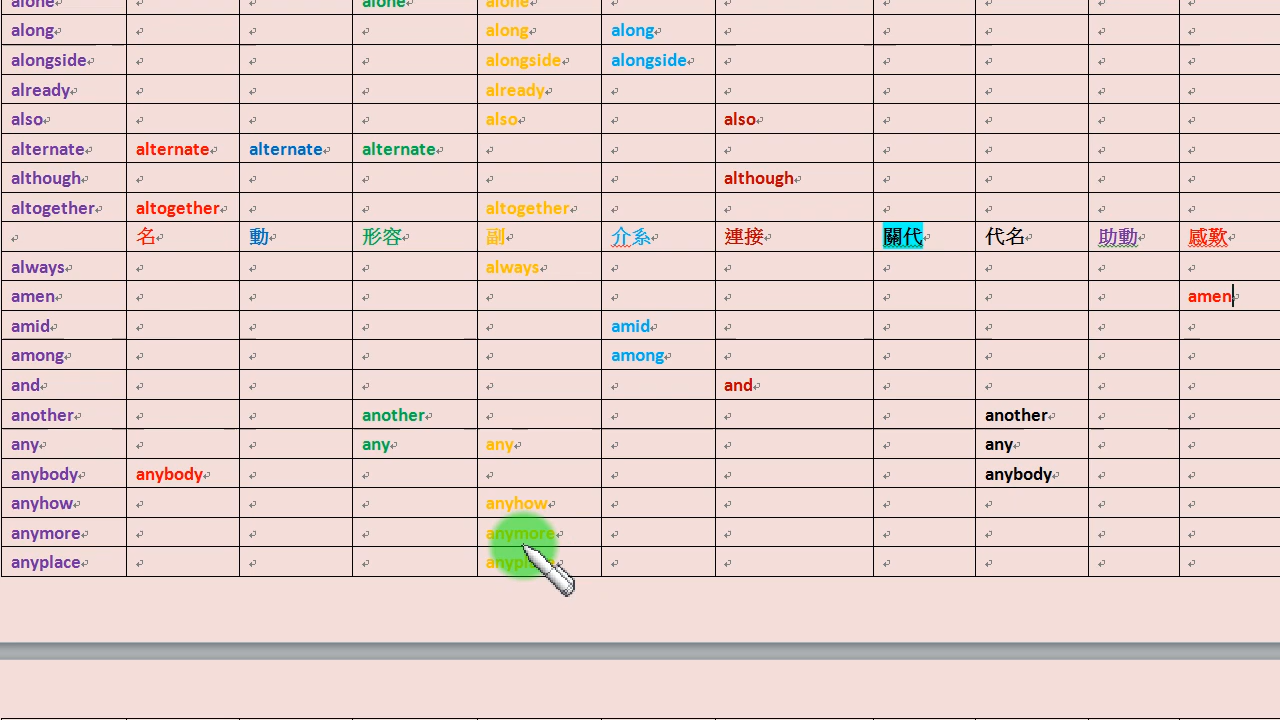 alone alone alone
along along along
alongside alongside alongside
already already
also also also
alternate alternate alternate alternate
although although
altogether altogether altogether
名 動 形容 副 介系 連接 關代 代名 助動 感歎
always always
amen amen
amid amid
among among
and and
another another another
any any any any
anybody anybody anybody
anyhow anyhow
anymore anymore
anyplace anyplace